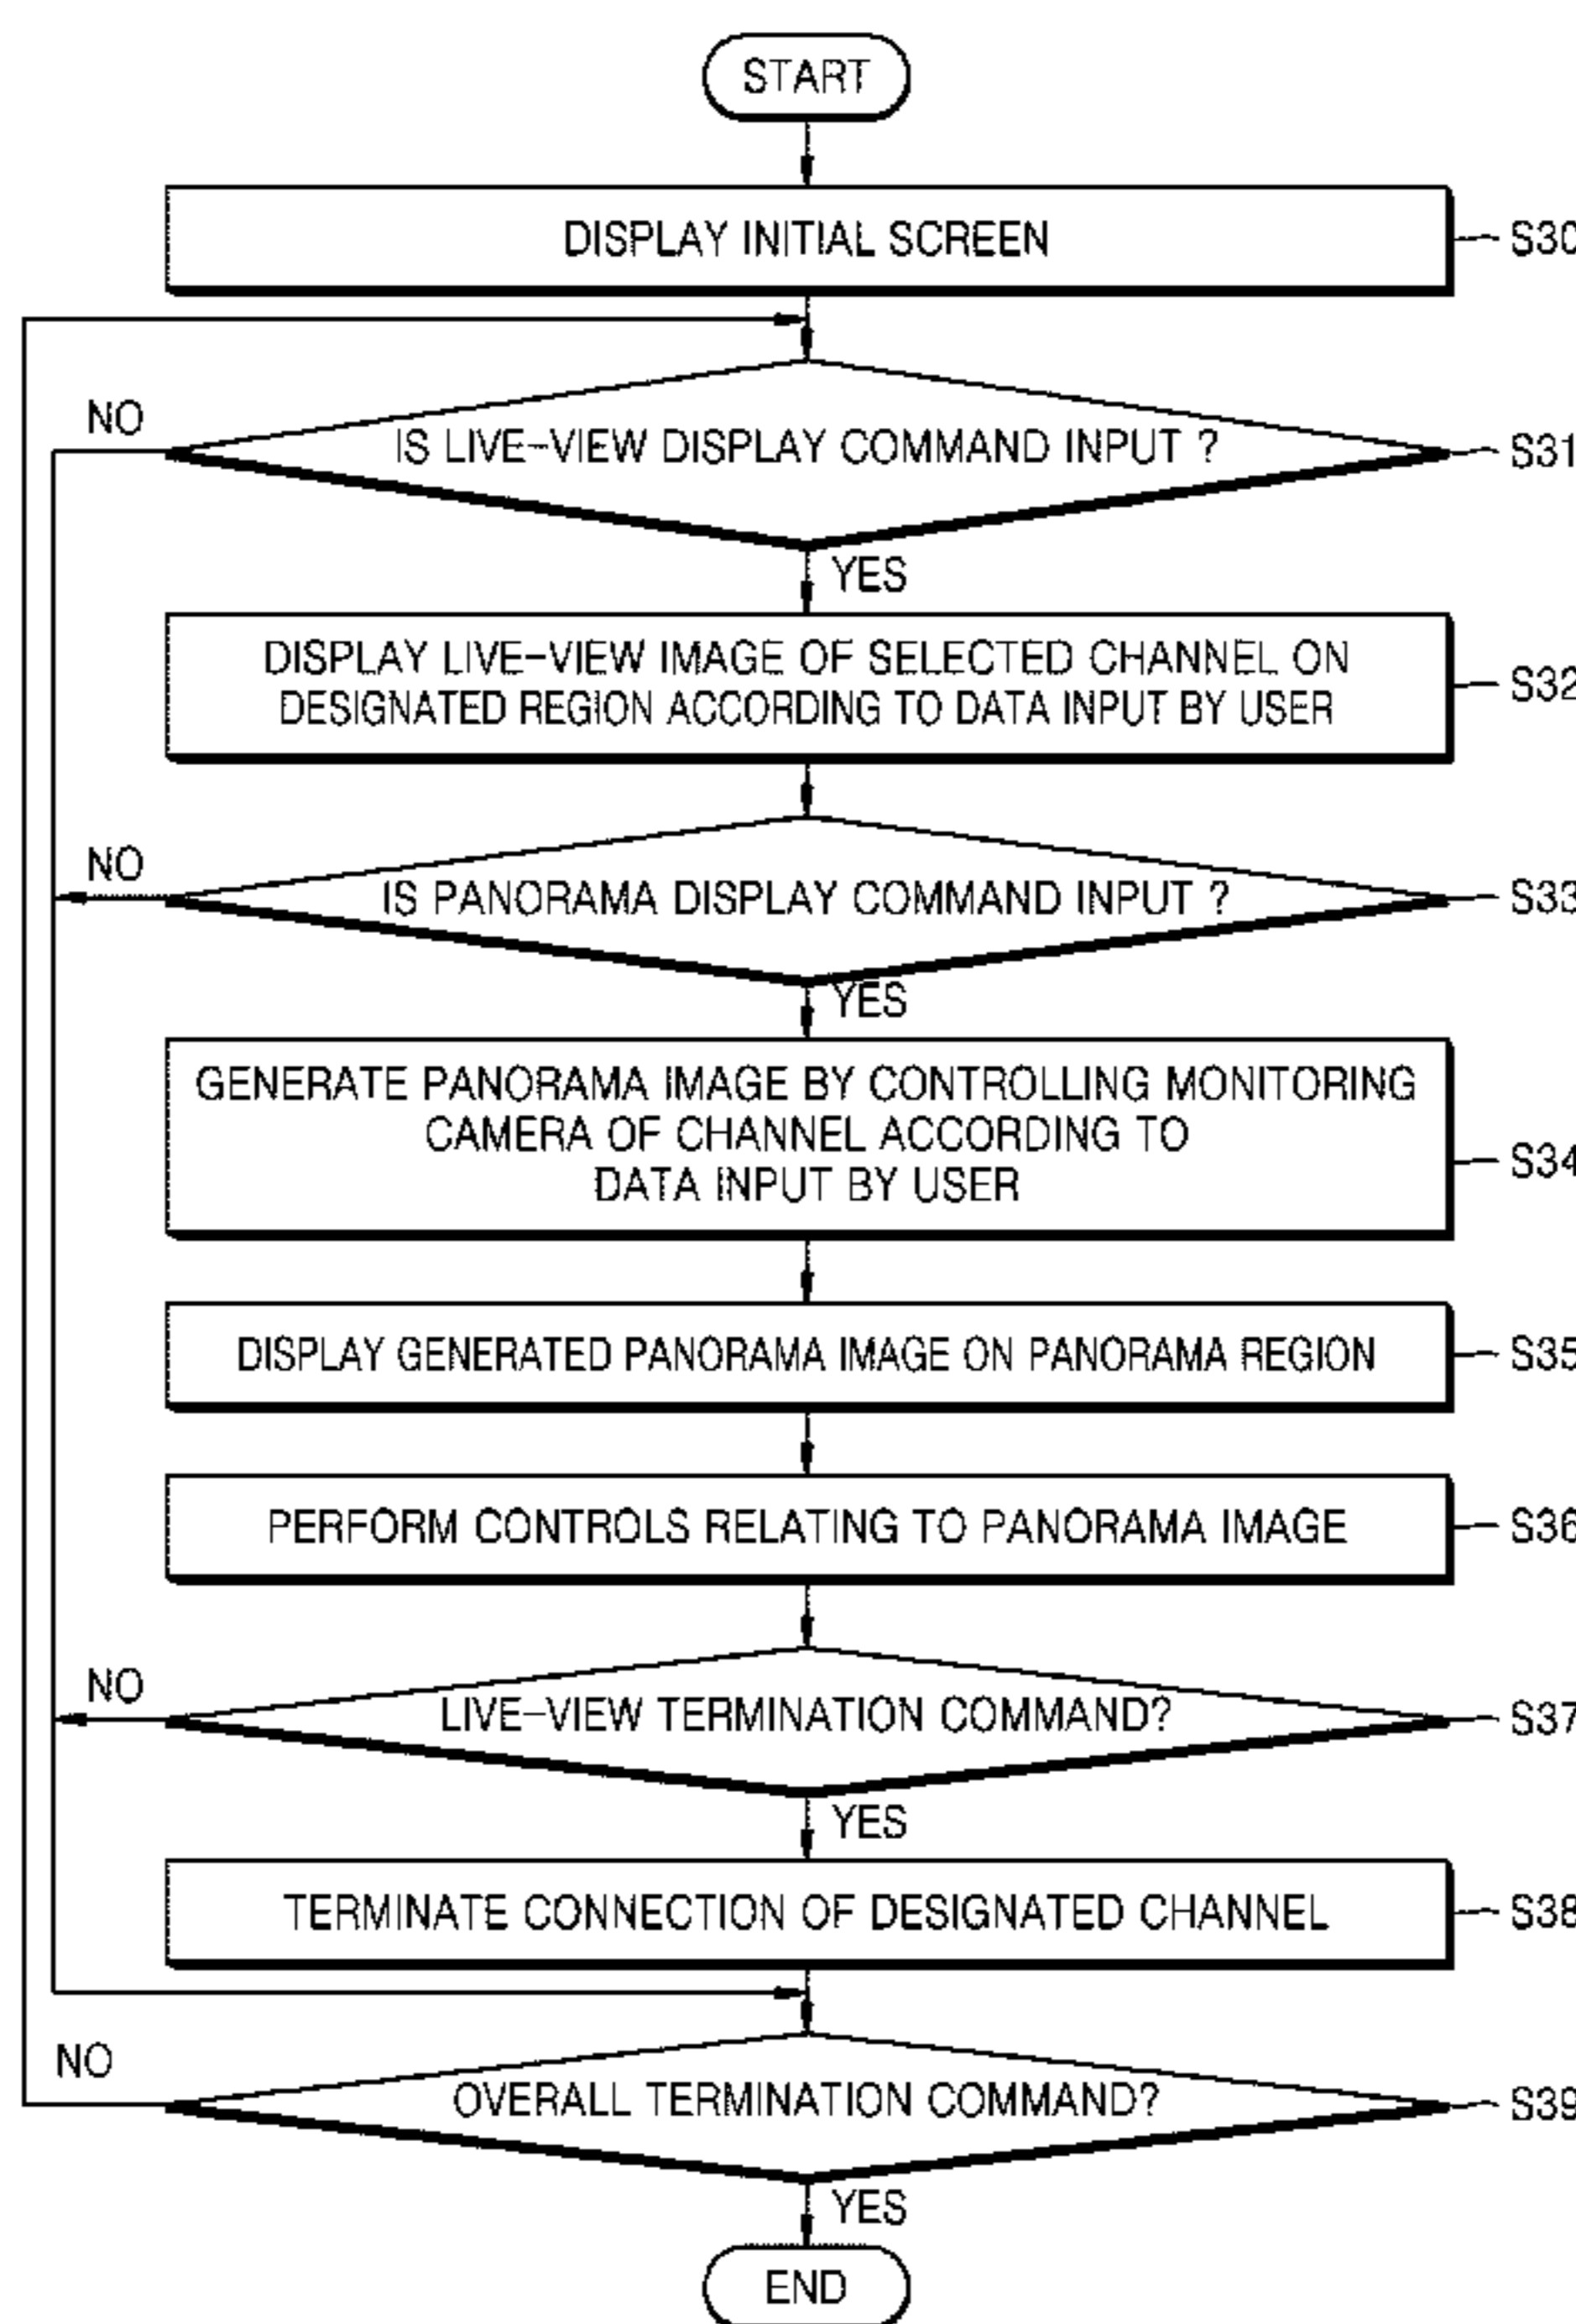 START
DISPLAY INITIAL SCREEN
S30
NO
IS LIVE-VIEW DISPLAY COMMAND INPUT ?
S31
YES
DISPLAY LIVE-VIEW IMAGE OF SELECTED CHANNEL ON
DESIGNATED REGION ACCORDING TO DATA INPUT BY USER
S32
NO
IS PANORAMA DISPLAY COMMAND INPUT ?
S33
YES
GENERATE PANORAMA IMAGE BY CONTROLLING MONITORING
CAMERA OF CHANNEL ACCORDING TO
DATA INPUT BY USER
S34
DISPLAY GENERATED PANORAMA IMAGE ON PANORAMA REGION
S35
PERFORM CONTROLS RELATING TO PANORAMA IMAGE
S36
NO
LIVE-VIEW TERMINATION COMMAND?
S37
YES
TERMINATE CONNECTION OF DESIGNATED CHANNEL
S38
NO
OVERALL TERMINATION COMMAND?
S39
YES
END